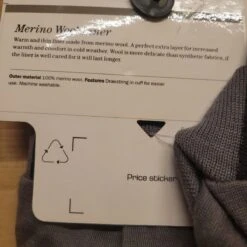 Merino Wool
Warm and thin liner made from merino wool. A perfect extra layer for increased
warmth and comfort in cold weather. Wool is more delicate than synthetic fabrics, if
the liner is well cared for it will last longer.
Outer material 100% merino wool. Features Drawstring in cuff for easier
use. Machine washable.
Price sticker